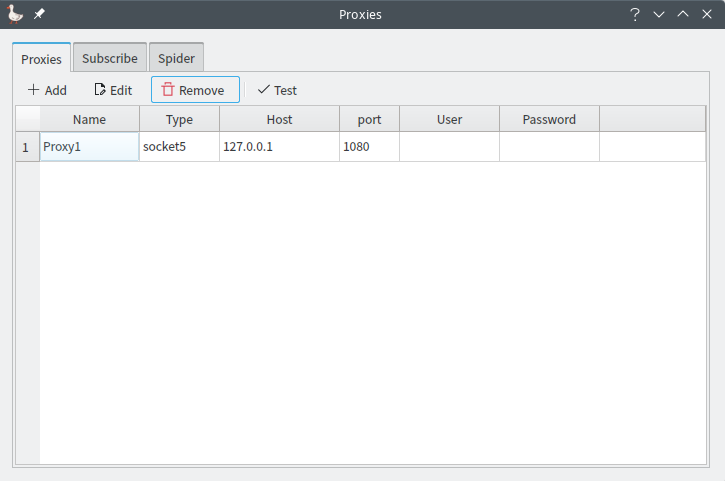 Proxies
Proxies Subscribe Spider
Add Edit Remove Test
Name Type Host port User Password
1 Proxy1 socket5 127.0.0.1 1080